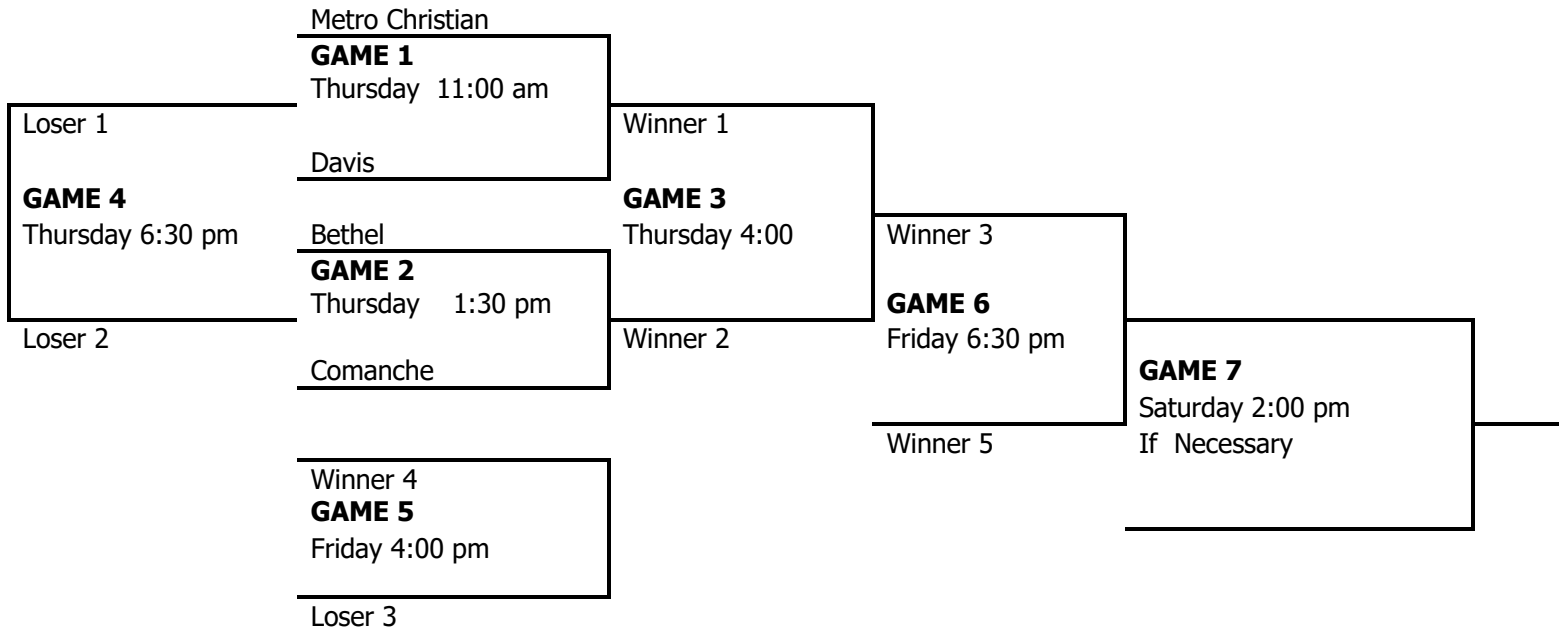 Metro Christian
GAME 1
Thursday 11:00 am
Loser 1
Winner 1
Davis
GAME 4
GAME 3
Thursday 6:30 pm
Bethel
Thursday 4:00
Winner 3
GAME 2
Thursday 1:30 pm
GAME 6
Loser 2
Winner 2
Friday 6:30 pm
Comanche
GAME 7
Saturday 2:00 pm
Winner 5
If Necessary
Winner 4
GAME 5
Friday 4:00 pm
Loser 3